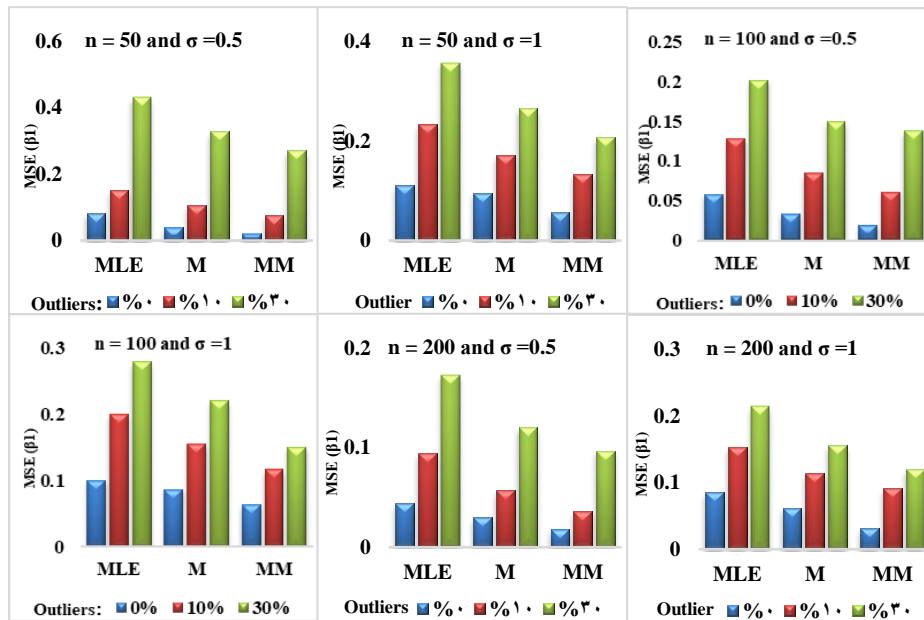 n = 50 and σ =0.5
0.6
0.4
0.2
0
MSE (β1)
MLE M MM
Outliers: %٠ %١٠ %٣٠
n = 50 and σ =1
0.4
0.2
0
MSE (β1)
MLE M MM
Outlier %٠ %١٠ %٣٠
n = 100 and σ =0.5
0.25
0.2
0.15
0.1
0.05
0
MSE (β1)
MLE M MM
Outliers: 0% 10% 30%
n = 100 and σ =1
0.3
0.2
0.1
0
MSE (β1)
MLE M MM
Outliers: 0% 10% 30%
n = 200 and σ =0.5
0.2
0.1
0
MSE (β1)
MLE M MM
Outliers %٠ %١٠ %٣٠
n = 200 and σ =1
0.3
0.2
0.1
0
MSE (β1)
MLE M MM
Outlier %٠ %١٠ %٣٠